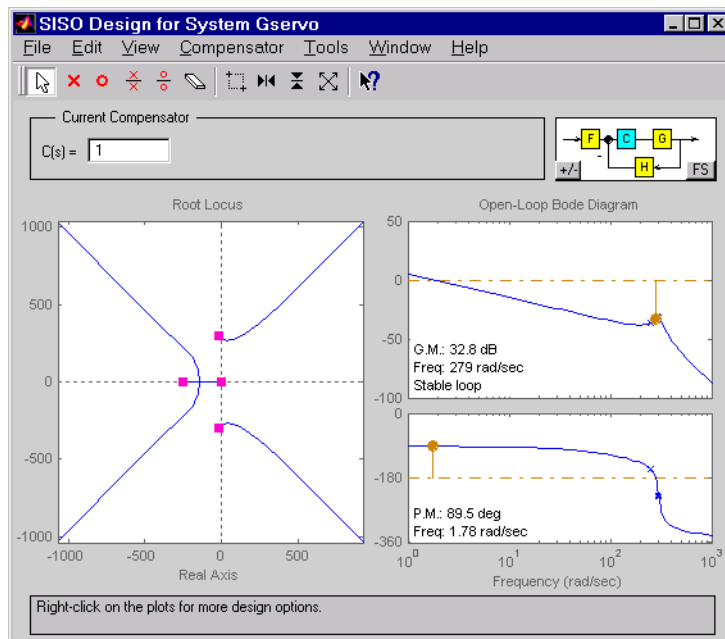 SISO Design for System Gservo
File Edit View Compensator Tools Window Help
Current Compensator
C(s) = 1
F C G
-
H
+/- FS
Root Locus
1000
500
0
-500
-1000
-1000 -500 0 500
Real Axis
Open-Loop Bode Diagram
50
0
-50
-100
G.M.: 32.8 dB
Freq: 279 rad/sec
Stable loop
0
-180
-360
P.M.: 89.5 deg
Freq: 1.78 rad/sec
10^0 10^1 10^2 10^3
Frequency (rad/sec)
Right-click on the plots for more design options.